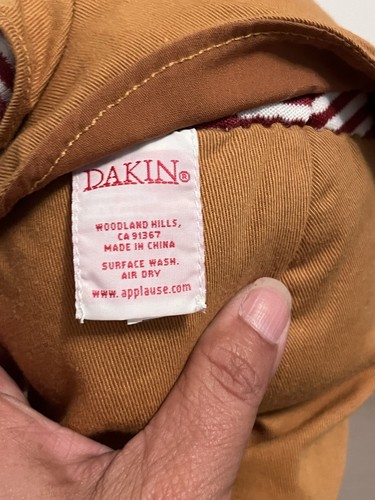 DAKIN®
WOODLAND HILLS,
CA 91367
MADE IN CHINA
SURFACE WASH.
AIR DRY
www.applause.com